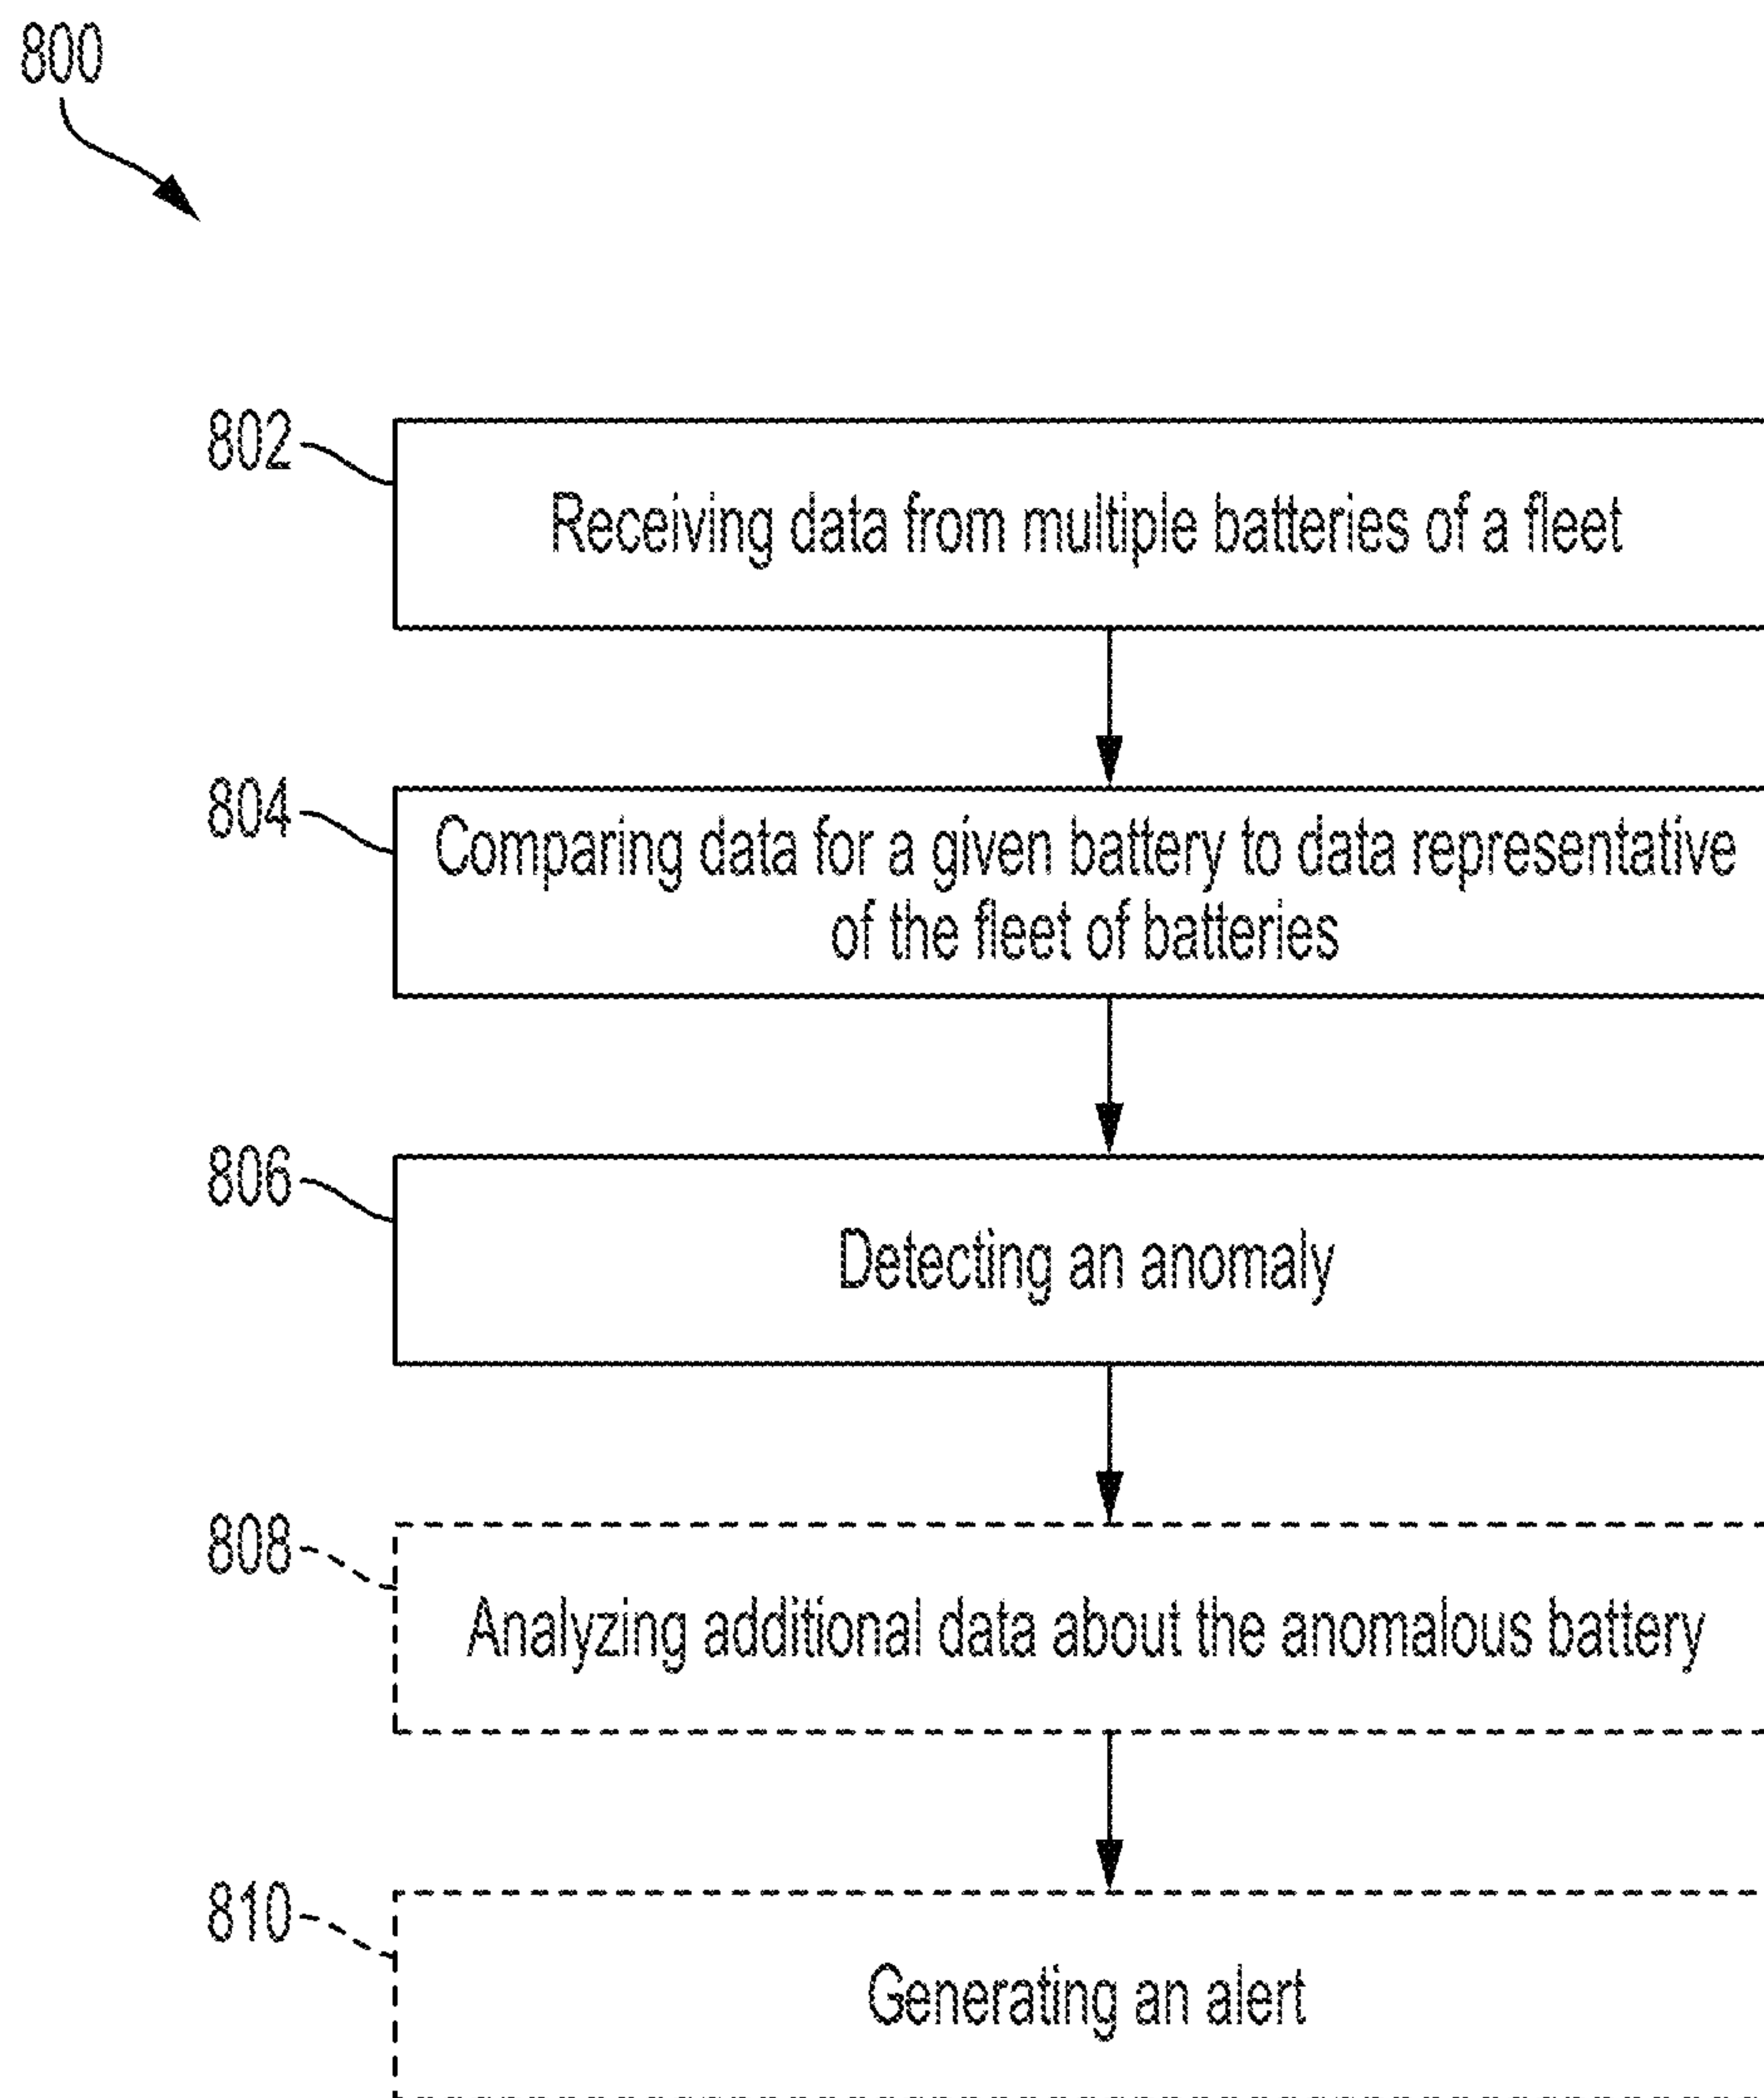 800
802
Receiving data from multiple batteries of a fleet
804
Comparing data for a given battery to data representative
of the fleet of batteries
806
Detecting an anomaly
808
Analyzing additional data about the anomalous battery
810
Generating an alert